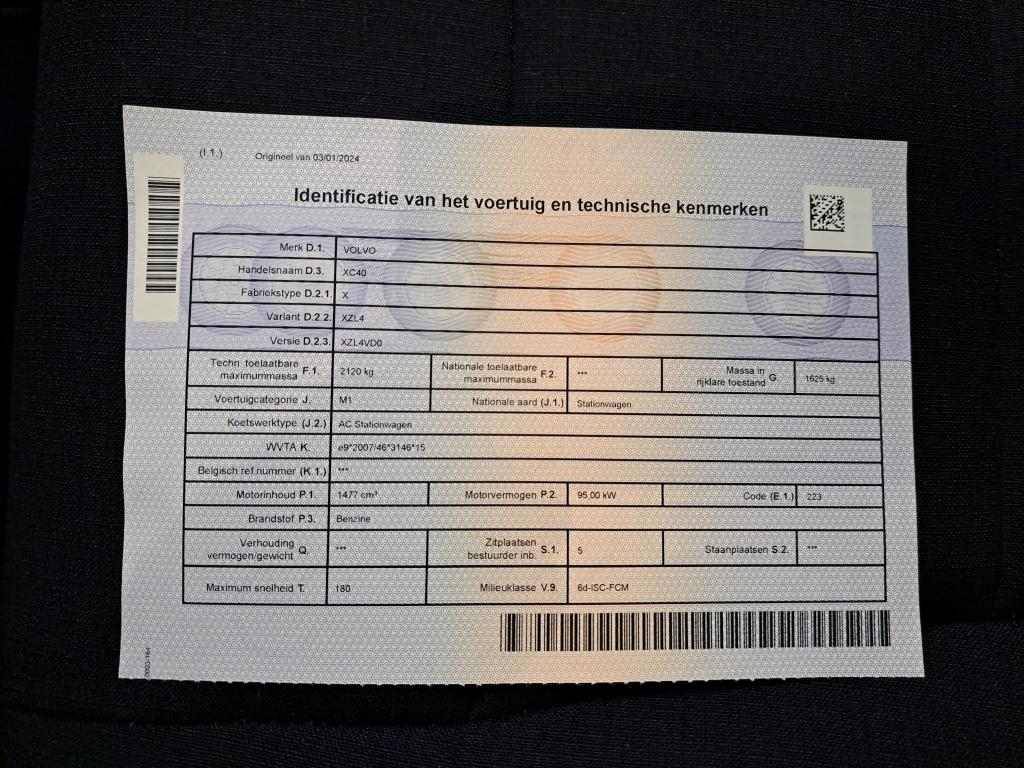 (I.1.) Origineel van 03/01/2024
Identificatie van het voertuig en technische kenmerken
Merk D.1. VOLVO
Handelsnaam D.3. XC40
Fabriekstype D.2.1. X
Variant D.2.2. XZL4
Versie D.2.3. XZL4VD0
Techn toelaatbare maximummassa F.1. 2120 kg Nationale toelaatbare maximummassa F.2. *** Massa in rijklare toestand G. 1625 kg
Voertuigcategorie J. M1 Nationale aard (J.1.) Stationwagen
Koetswerktype (J.2.) AC Stationwagen
WVTA K. e9*2007/46*3146*15
Belgisch ref.nummer (K.1.) ***
Motorinhoud P.1. 1477 cm³ Motorvermogen P.2. 95,00 kW Code (E.1.) 223
Brandstof P.3. Benzine
Verhouding vermogen/gewicht Q. *** Zitplaatsen bestuurder inb. S.1. 5 Staanplaatsen S.2. ***
Maximum snelheid T. 180 Milieuklasse V.9. 6d-ISC-FCM